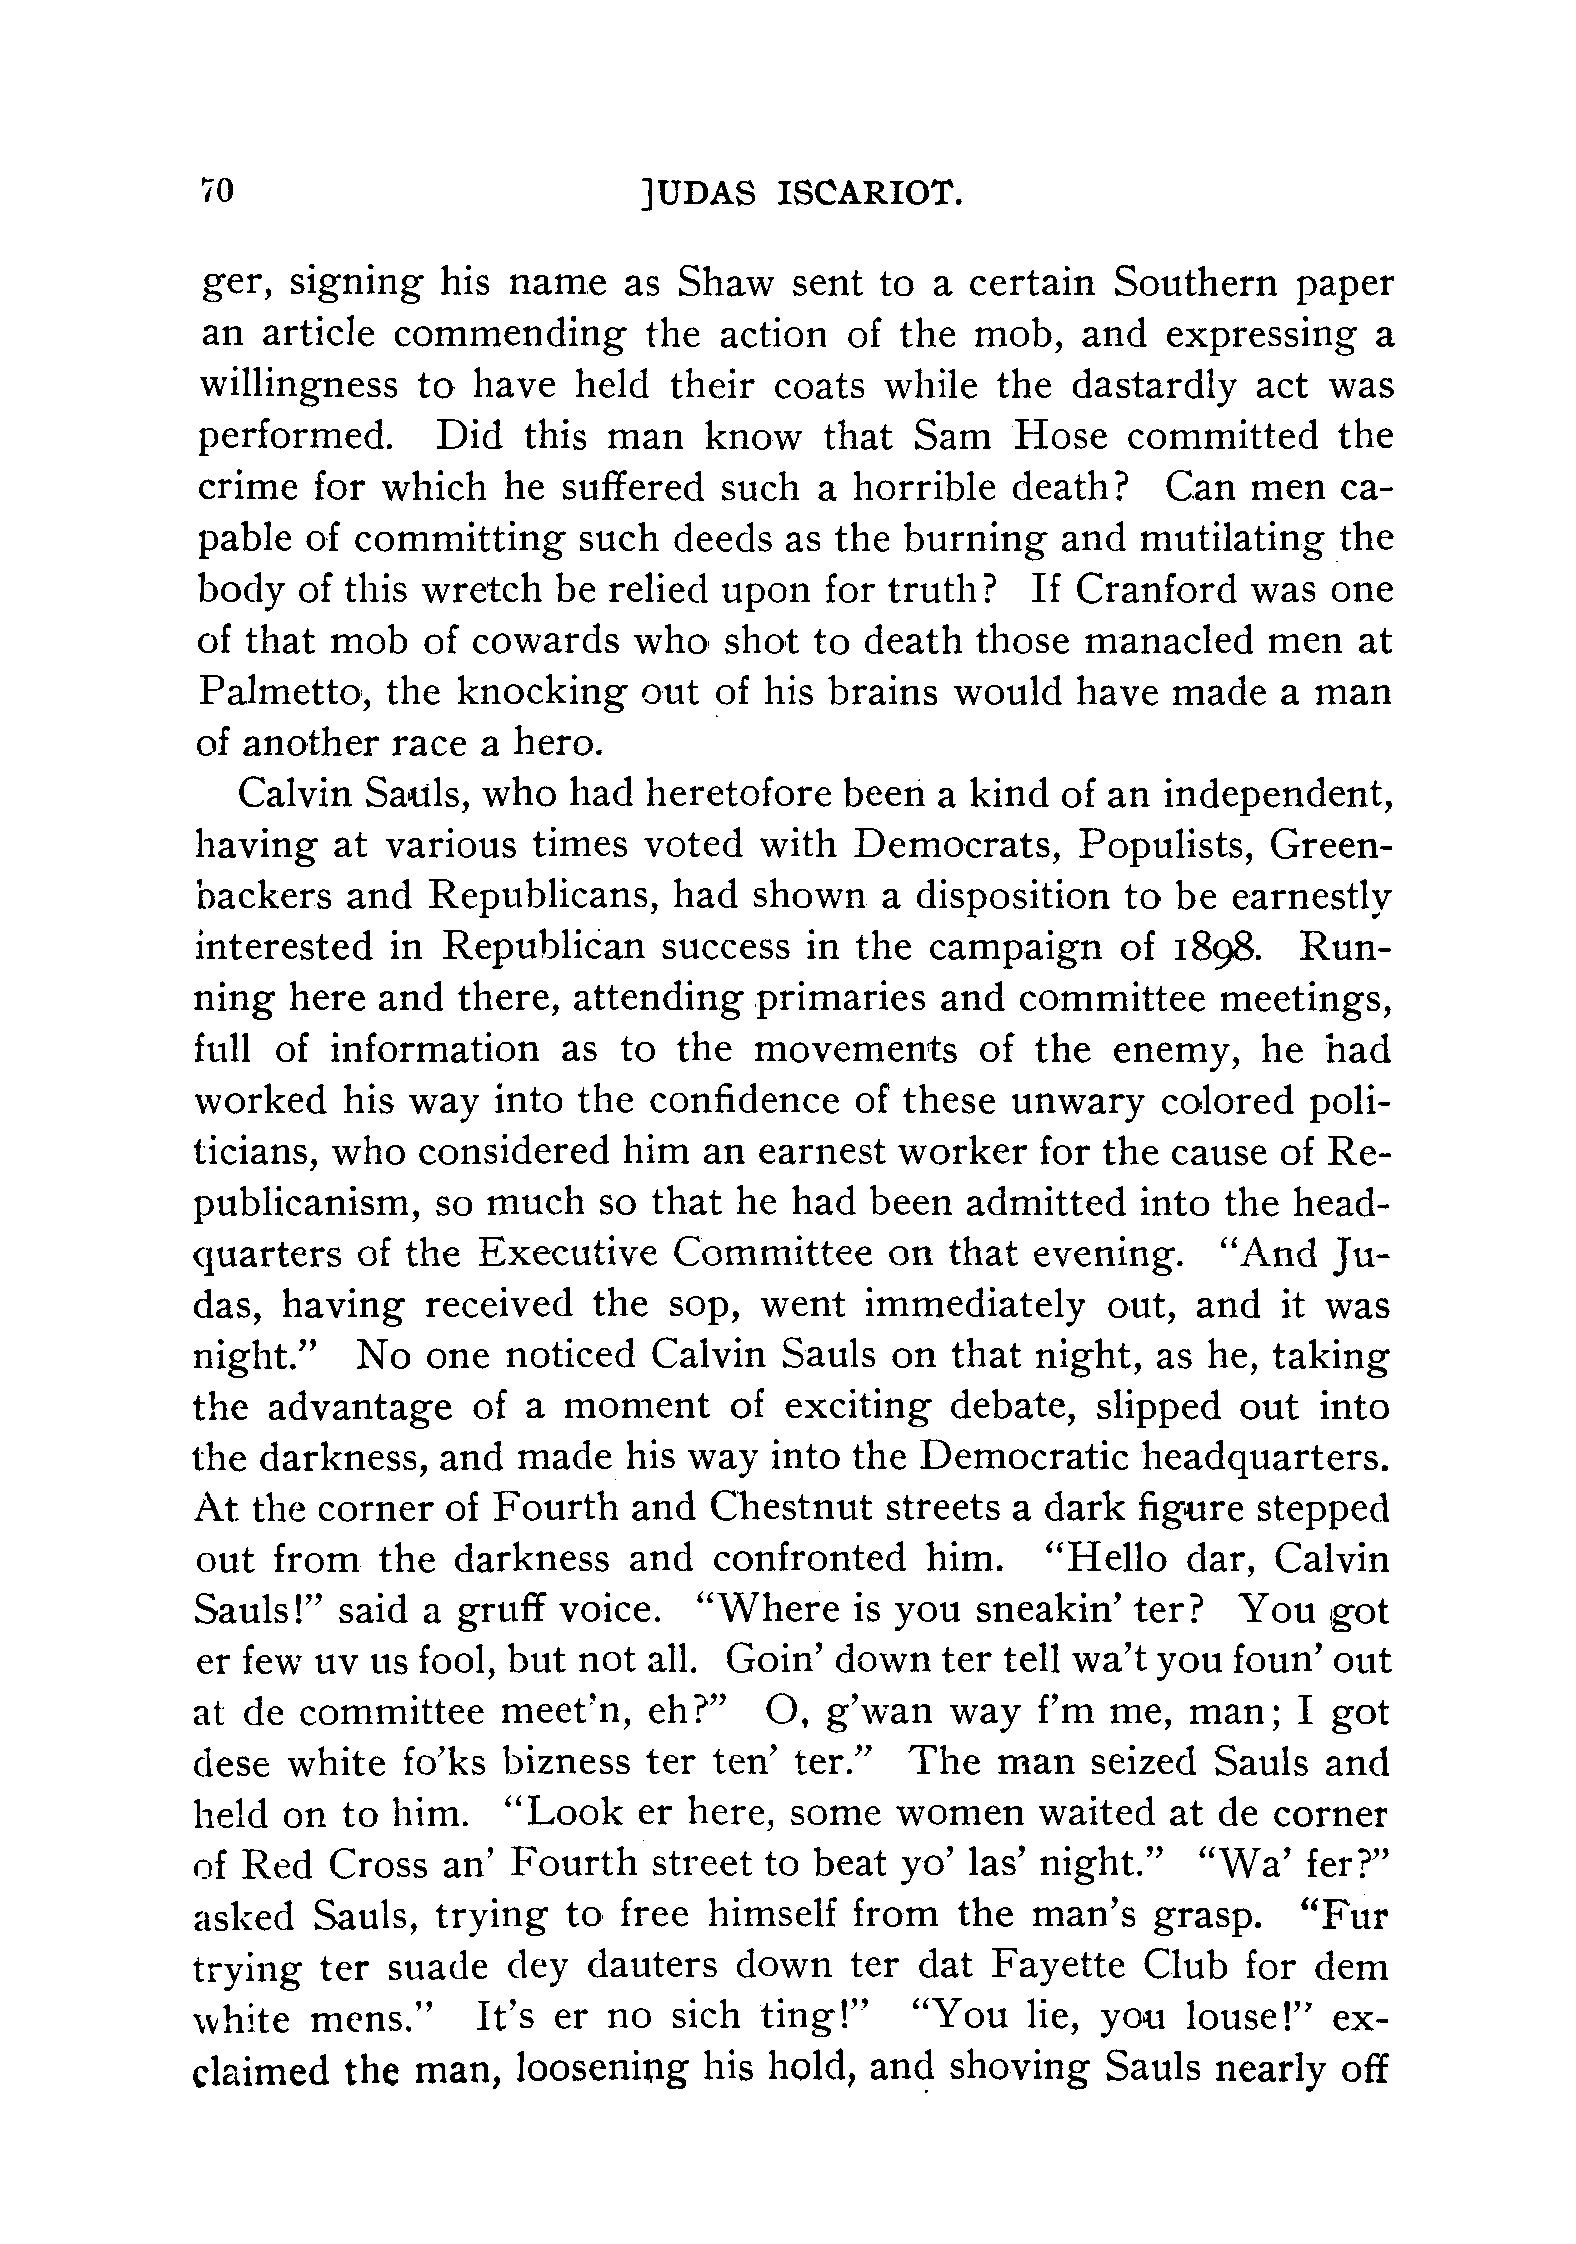 70 JUDAS ISCARIOT.
ger, signing his name as Shaw sent to a certain Southern paper
an article commending the action of the mob, and expressing a
willingness to have held their coats while the dastardly act was
performed. Did this man know that Sam Hose committed the
crime for which he suffered such a horrible death? Can men ca-
pable of committing such deeds as the burning and mutilating the
body of this wretch be relied upon for truth? If Cranford was one
of that mob of cowards who shot to death those manacled men at
Palmetto, the knocking out of his brains would have made a man
of another race a hero.
Calvin Sauls, who had heretofore been a kind of an independent,
having at various times voted with Democrats, Populists, Green-
backers and Republicans, had shown a disposition to be earnestly
interested in Republican success in the campaign of 1898. Run-
ning here and there, attending primaries and committee meetings,
full of information as to the movements of the enemy, he had
worked his way into the confidence of these unwary colored poli-
ticians, who considered him an earnest worker for the cause of Re-
publicanism, so much so that he had been admitted into the head-
quarters of the Executive Committee on that evening. “And Ju-
das, having received the sop, went immediately out, and it was
night.” No one noticed Calvin Sauls on that night, as he, taking
the advantage of a moment of exciting debate, slipped out into
the darkness, and made his way into the Democratic headquarters.
At the corner of Fourth and Chestnut streets a dark figure stepped
out from the darkness and confronted him. “Hello dar, Calvin
Sauls!” said a gruff voice. “Where is you sneakin’ ter? You got
er few uv us fool, but not all. Goin’ down ter tell wa’t you foun’ out
at de committee meet’n, eh?” O, g’wan way f’m me, man; I got
dese white fo’ks bizness ter ten’ ter.” The man seized Sauls and
held on to him. “Look er here, some women waited at de corner
of Red Cross an’ Fourth street to beat yo’ las’ night.” “Wa’ fer?”
asked Sauls, trying to free himself from the man’s grasp. “Fur
trying ter suade dey dauters down ter dat Fayette Club for dem
white mens.” It’s er no sich ting!” “You lie, you louse!” ex-
claimed the man, loosening his hold, and shoving Sauls nearly off